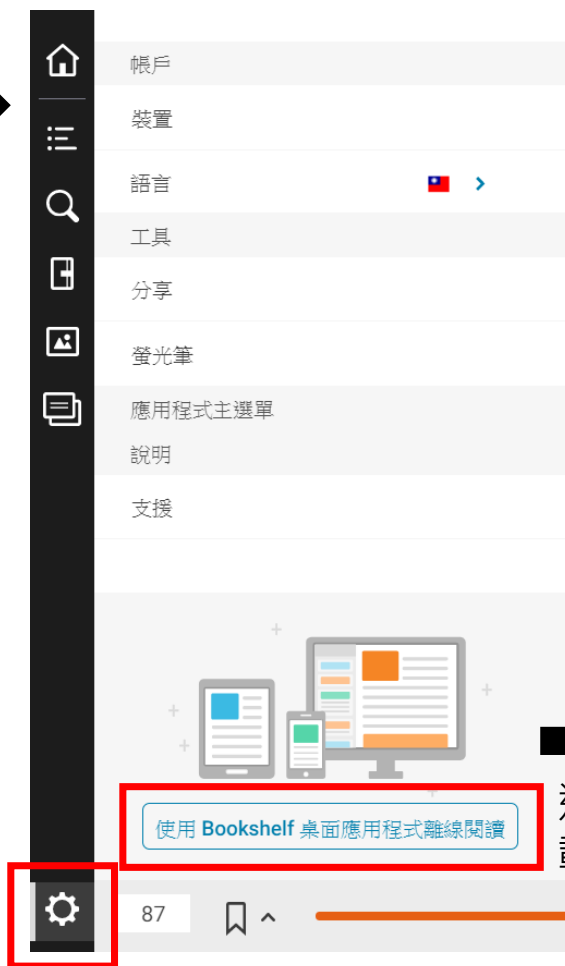 帳戶
裝置
語言
工具
分享
螢光筆
應用程式主選單
說明
支援
使用 Bookshelf 桌面應用程式離線閱讀
87